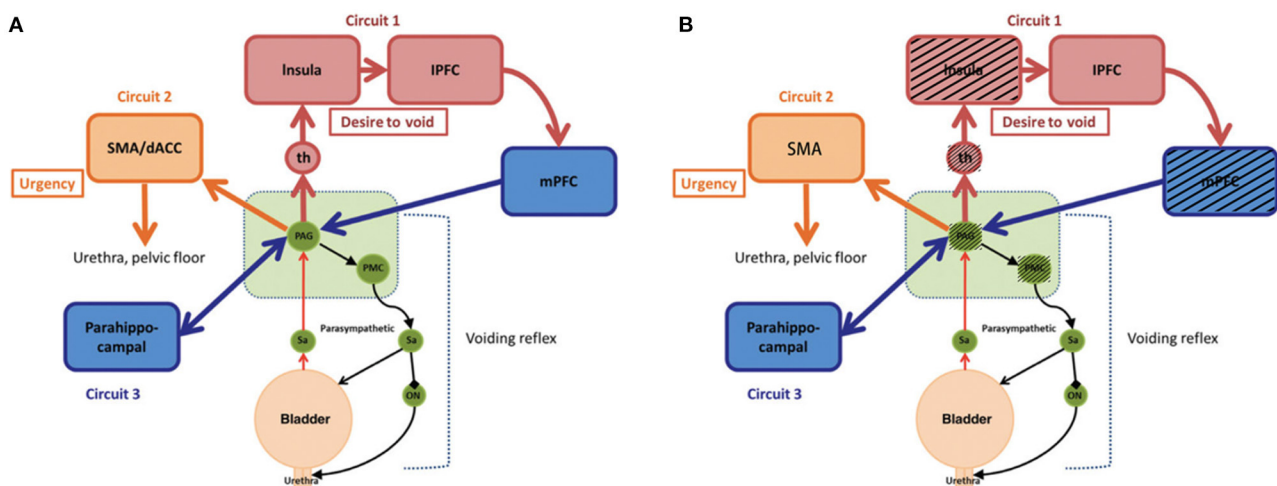 A
Circuit 1
Insula
lPFC
Circuit 2
Desire to void
SMA/dACC
th
Urgency
mPFC
PAG
Urethra, pelvic floor
PMC
Parahippo-
campal
Parasympathetic
Sa
Sa
Voiding reflex
Circuit 3
ON
Bladder
Urethra
B
Circuit 1
Insula
lPFC
Circuit 2
Desire to void
SMA
th
Urgency
mPFC
PAG
Urethra, pelvic floor
PMC
Parahippo-
campal
Parasympathetic
Sa
Sa
Voiding reflex
Circuit 3
ON
Bladder
Urethra